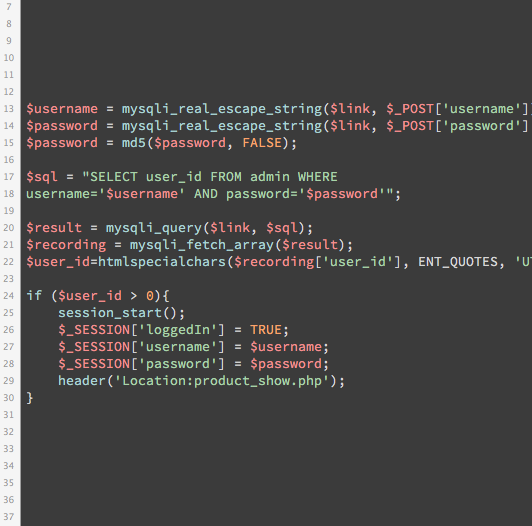 7
8
9
10
11
12
13 $username = mysqli_real_escape_string($link, $_POST['username']
14 $password = mysqli_real_escape_string($link, $_POST['password']
15 $password = md5($password, FALSE);
16
17 $sql = "SELECT user_id FROM admin WHERE
18 username='$username' AND password='$password'";
19
20 $result = mysqli_query($link, $sql);
21 $recording = mysqli_fetch_array($result);
22 $user_id=htmlspecialchars($recording['user_id'], ENT_QUOTES, 'U
23
24 if ($user_id > 0){
25 session_start();
26 $_SESSION['loggedIn'] = TRUE;
27 $_SESSION['username'] = $username;
28 $_SESSION['password'] = $password;
29 header('Location:product_show.php');
30 }
31
32
33
34
35
36
37